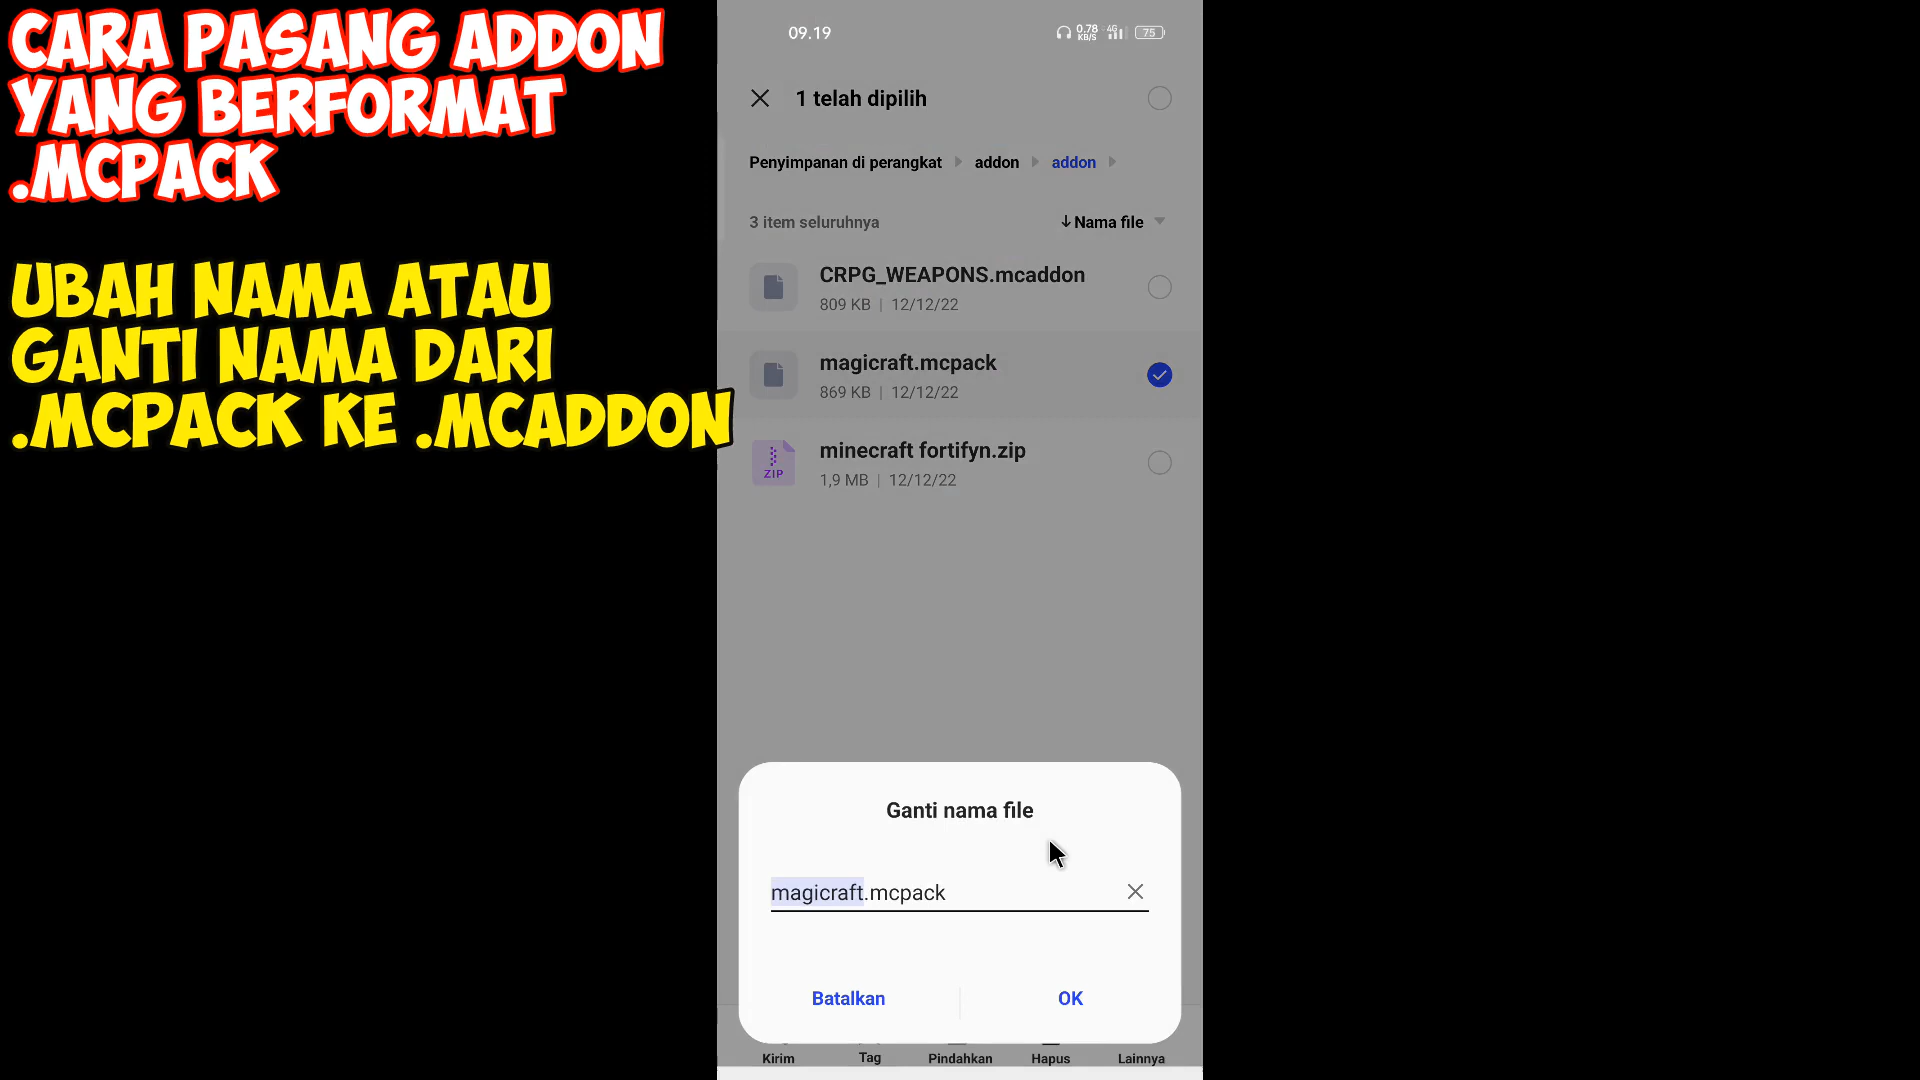 CARA PASANG ADDON
YANG BERFORMAT
.MCPACK
UBAH NAMA ATAU
GANTI NAMA DARI
.MCPACK KE .MCADDON
09.19
0.78 KB/S 4G 75
1 telah dipilih
Penyimpanan di perangkat addon addon
3 item seluruhnya
Nama file
CRPG_WEAPONS.mcaddon
809 KB | 12/12/22
magicraft.mcpack
869 KB | 12/12/22
ZIP
minecraft fortifyn.zip
1,9 MB | 12/12/22
Ganti nama file
magicraft.mcpack
Batalkan OK
Kirim Tag Pindahkan Hapus Lainnya